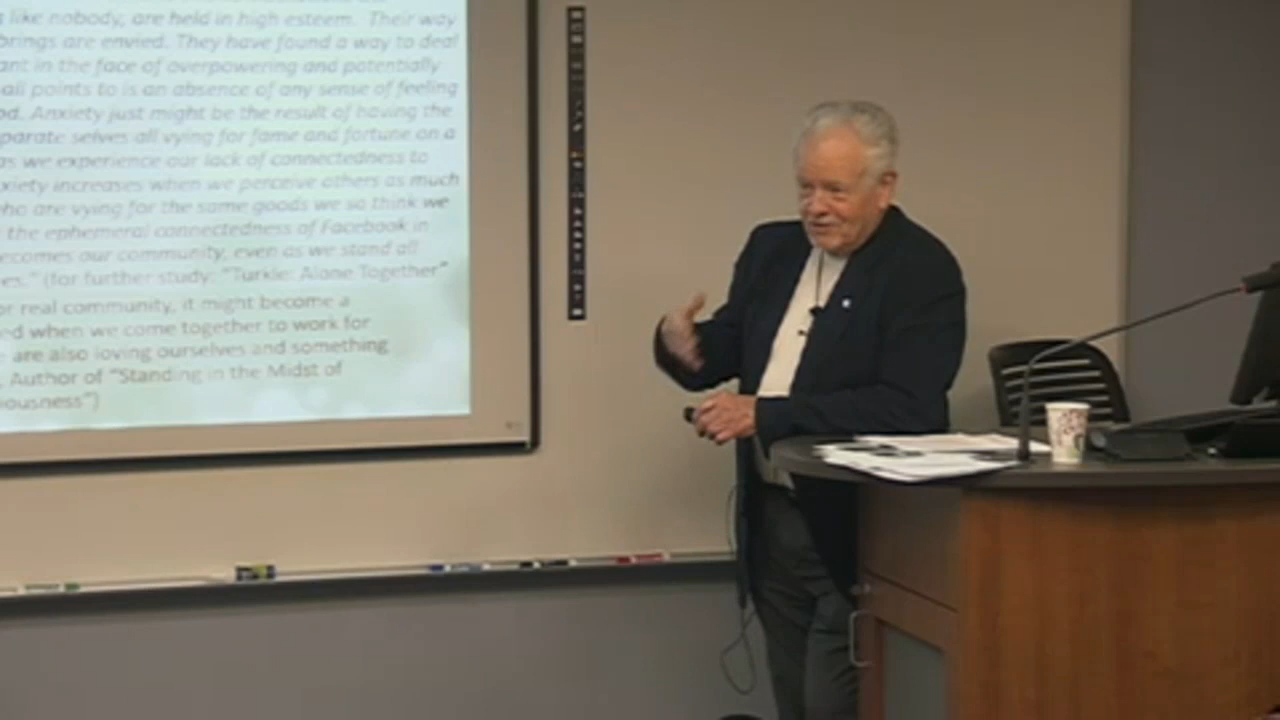 like nobody, are held in high esteem. Their way
brings are envied. They have found a way to deal
ant in the face of overpowering and potentially
all points to is an absence of any sense of feeling
od. Anxiety just might be the result of having the
parate selves all vying for fame and fortune on a
as we experience our lack of connectedness to
xiety increases when we perceive others as much
ho are vying for the same goods we so think we
the ephemeral connectedness of Facebook in
ecomes our community, even as we stand all
es." (for further study: "Turkle: Alone Together"
or real community, it might become a
ed when we come together to work for
are also loving ourselves and something
, Author of "Standing in the Midst of
iousness")